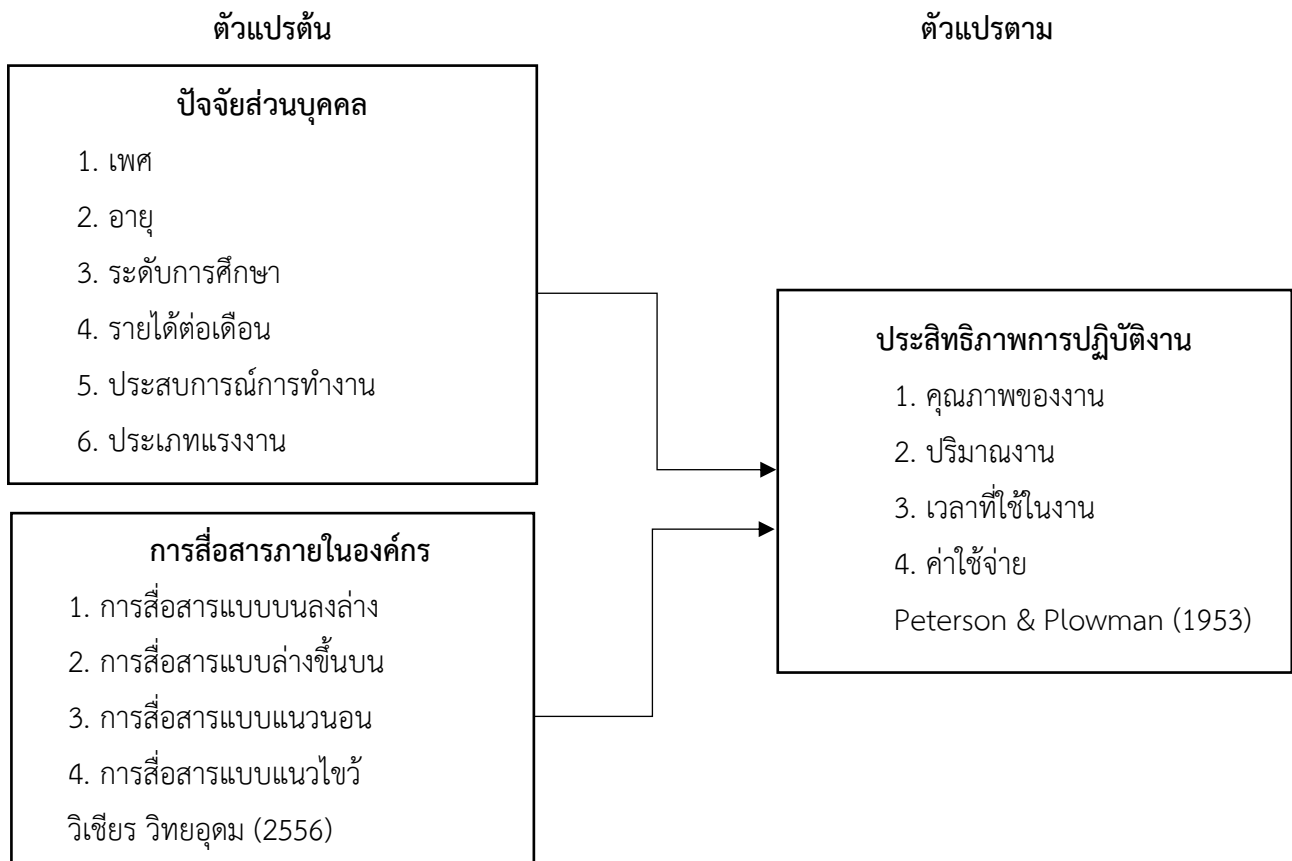 ตัวแปรต้น
ตัวแปรตาม
ปัจจัยส่วนบุคคล
1. เพศ
2. อายุ
3. ระดับการศึกษา
4. รายได้ต่อเดือน
5. ประสบการณ์การทำงาน
6. ประเภทแรงงาน
การสื่อสารภายในองค์กร
1. การสื่อสารแบบบนลงล่าง
2. การสื่อสารแบบล่างขึ้นบน
3. การสื่อสารแบบแนวนอน
4. การสื่อสารแบบแนวไขว้
วิเชียร วิทยอุดม (2556)
ประสิทธิภาพการปฏิบัติงาน
1. คุณภาพของงาน
2. ปริมาณงาน
3. เวลาที่ใช้ในงาน
4. ค่าใช้จ่าย
Peterson & Plowman (1953)